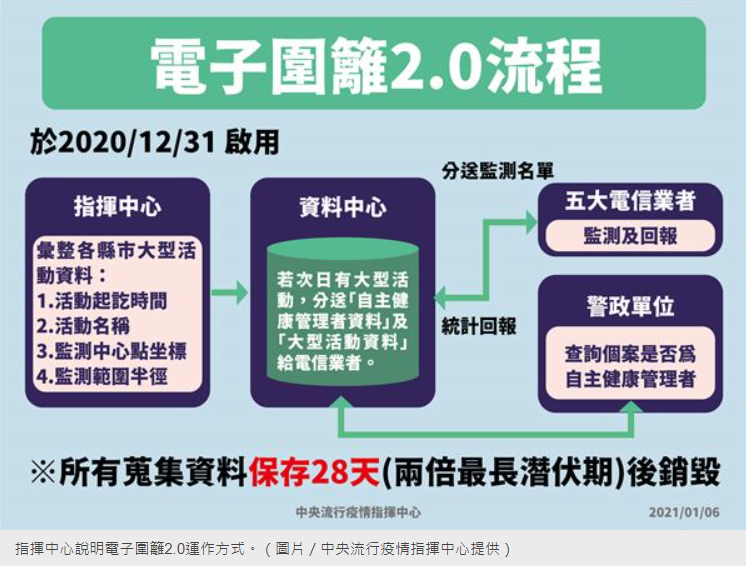 電子圍籬2.0流程
於2020/12/31 啟用
指揮中心
彙整各縣市大型活
動資料：
1.活動起訖時間
2.活動名稱
3.監測中心點坐標
4.監測範圍半徑
資料中心
若次日有大型活
動，分送「自主健
康管理者資料」及
「大型活動資料」
給電信業者。
分送監測名單
統計回報
五大電信業者
監測及回報
警政單位
查詢個案是否為
自主健康管理者
※所有蒐集資料保存28天(兩倍最長潛伏期)後銷毀
中央流行疫情指揮中心
2021/01/06
指揮中心說明電子圍籬2.0運作方式。（圖片／中央流行疫情指揮中心提供）